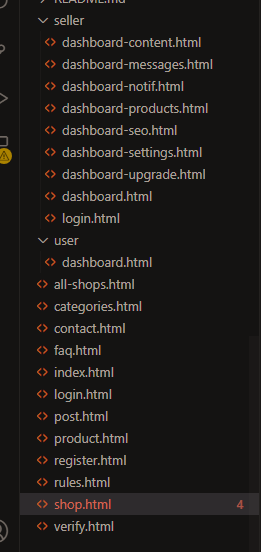 README.md
seller
dashboard-content.html
dashboard-messages.html
dashboard-notif.html
dashboard-products.html
dashboard-seo.html
dashboard-settings.html
dashboard-upgrade.html
dashboard.html
login.html
user
dashboard.html
all-shops.html
categories.html
contact.html
faq.html
index.html
login.html
post.html
product.html
register.html
rules.html
shop.html 4
verify.html